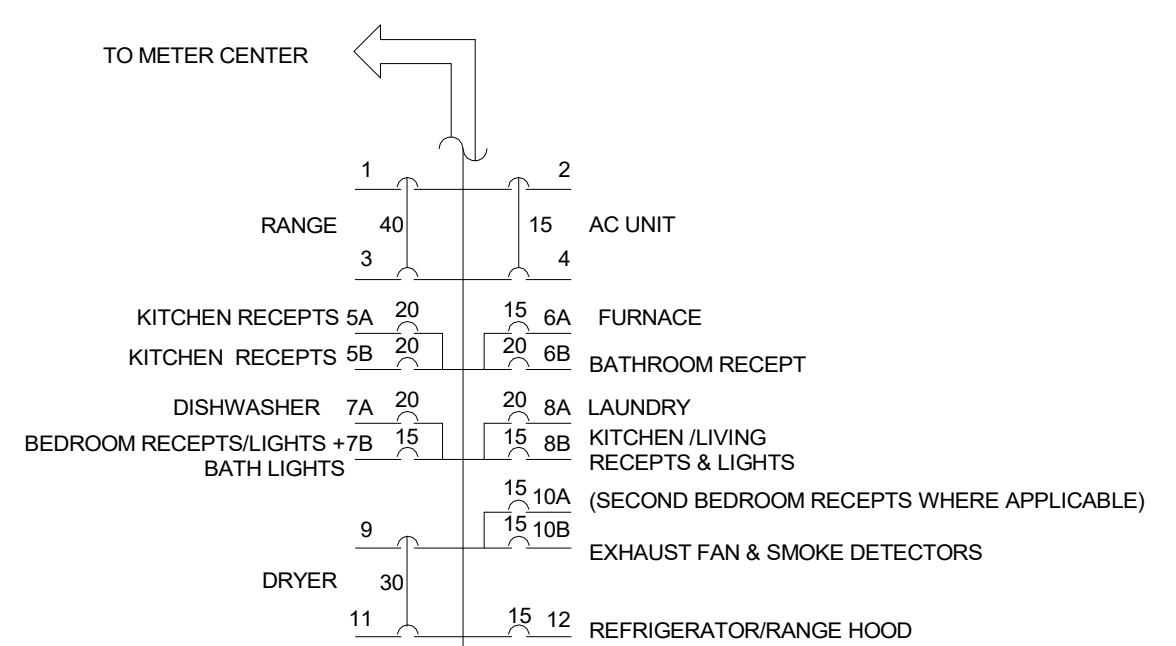 TO METER CENTER
1 2
RANGE 40 15 AC UNIT
3 4
KITCHEN RECEPTS 5A 20 15 6A FURNACE
KITCHEN RECEPTS 5B 20 20 6B BATHROOM RECEPT
DISHWASHER 7A 20 20 8A LAUNDRY
BEDROOM RECEPTS/LIGHTS +7B 15 15 8B KITCHEN /LIVING
BATH LIGHTS RECEPTS & LIGHTS
15 10A (SECOND BEDROOM RECEPTS WHERE APPLICABLE)
9 15 10B EXHAUST FAN & SMOKE DETECTORS
DRYER 30
11 15 12 REFRIGERATOR/RANGE HOOD